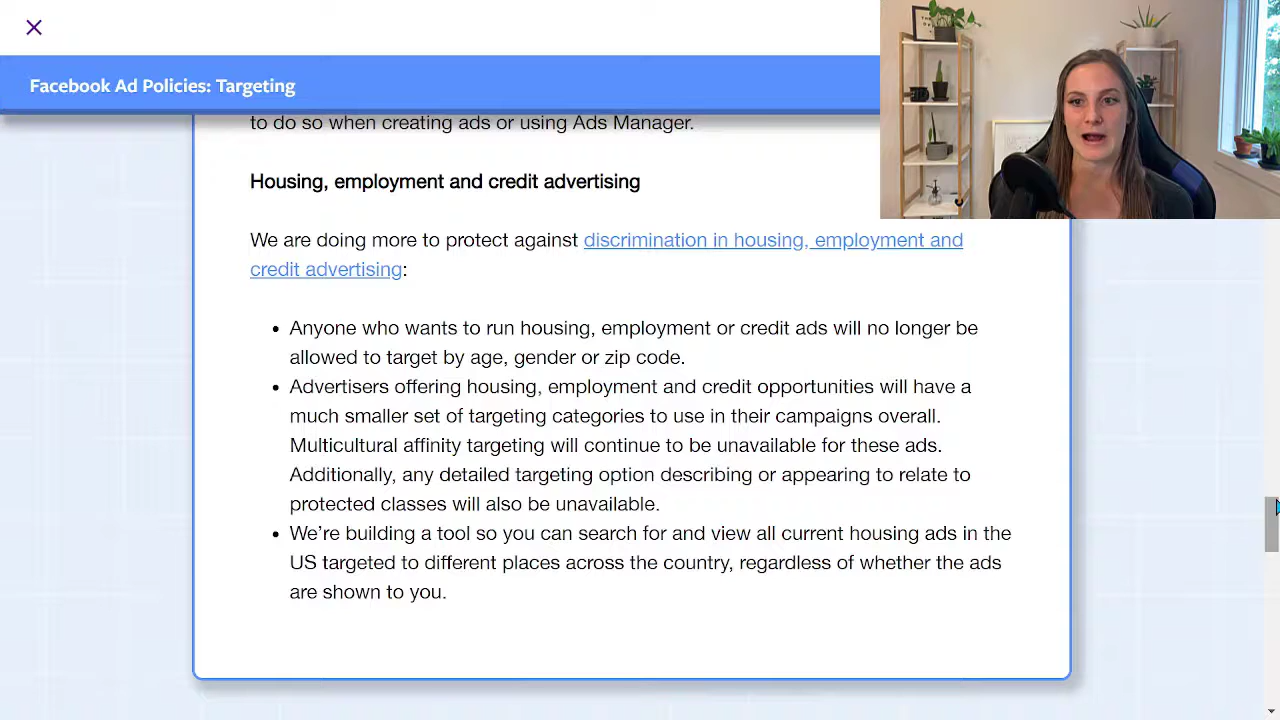 Facebook Ad Policies: Targeting
to do so when creating ads or using Ads Manager.
Housing, employment and credit advertising
We are doing more to protect against discrimination in housing, employment and
credit advertising:
• Anyone who wants to run housing, employment or credit ads will no longer be
allowed to target by age, gender or zip code.
• Advertisers offering housing, employment and credit opportunities will have a
much smaller set of targeting categories to use in their campaigns overall.
Multicultural affinity targeting will continue to be unavailable for these ads.
Additionally, any detailed targeting option describing or appearing to relate to
protected classes will also be unavailable.
• We’re building a tool so you can search for and view all current housing ads in the
US targeted to different places across the country, regardless of whether the ads
are shown to you.